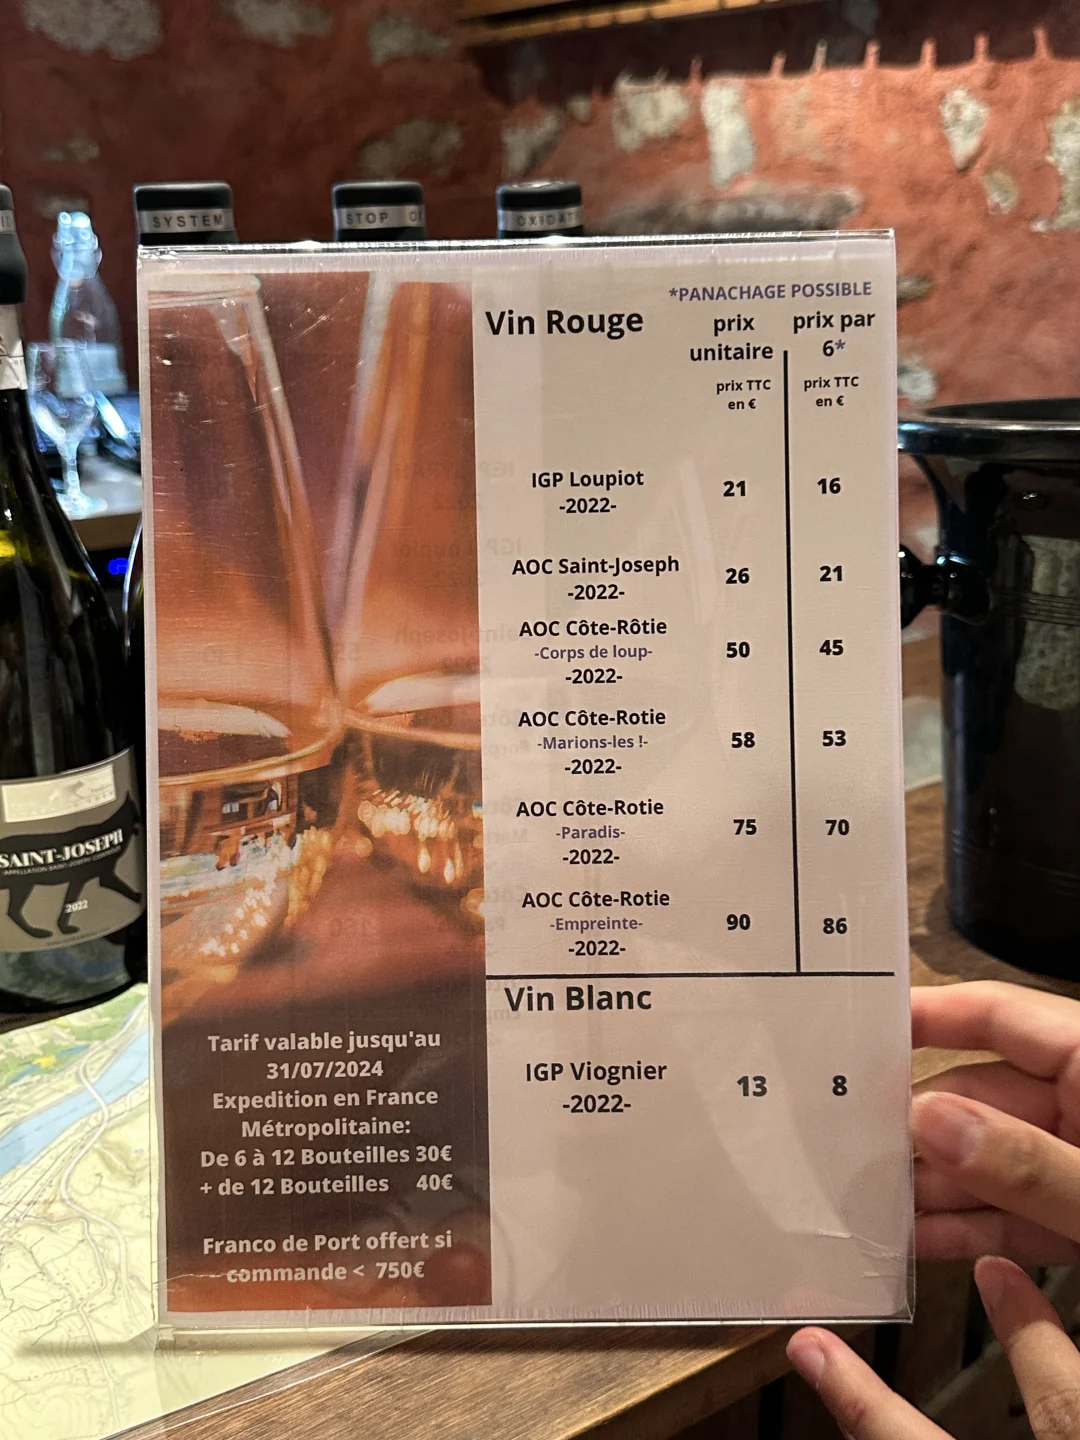 SYSTEM
STOP
OXIDAT
*PANACHAGE POSSIBLE
Vin Rouge
prix unitaire
prix par 6*
prix TTC en €
prix TTC en €
IGP Loupiot
-2022-
21 16
AOC Saint-Joseph
-2022-
26 21
AOC Côte-Rôtie
-Corps de loup-
-2022-
50 45
AOC Côte-Rotie
-Marions-les !-
-2022-
58 53
AOC Côte-Rotie
-Paradis-
-2022-
75 70
AOC Côte-Rotie
-Empreinte-
-2022-
90 86
Vin Blanc
IGP Viognier
-2022-
13 8
Tarif valable jusqu'au
31/07/2024
Expedition en France
Métropolitaine:
De 6 à 12 Bouteilles 30€
+ de 12 Bouteilles 40€
Franco de Port offert si
commande < 750€
SAINT-JOSEPH
2022